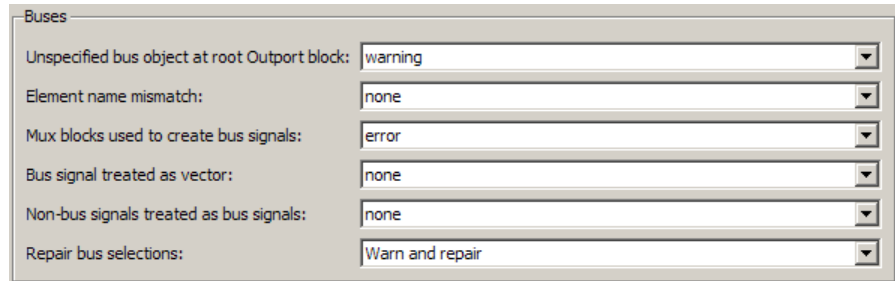 Buses
Unspecified bus object at root Outport block: warning
Element name mismatch: none
Mux blocks used to create bus signals: error
Bus signal treated as vector: none
Non-bus signals treated as bus signals: none
Repair bus selections: Warn and repair